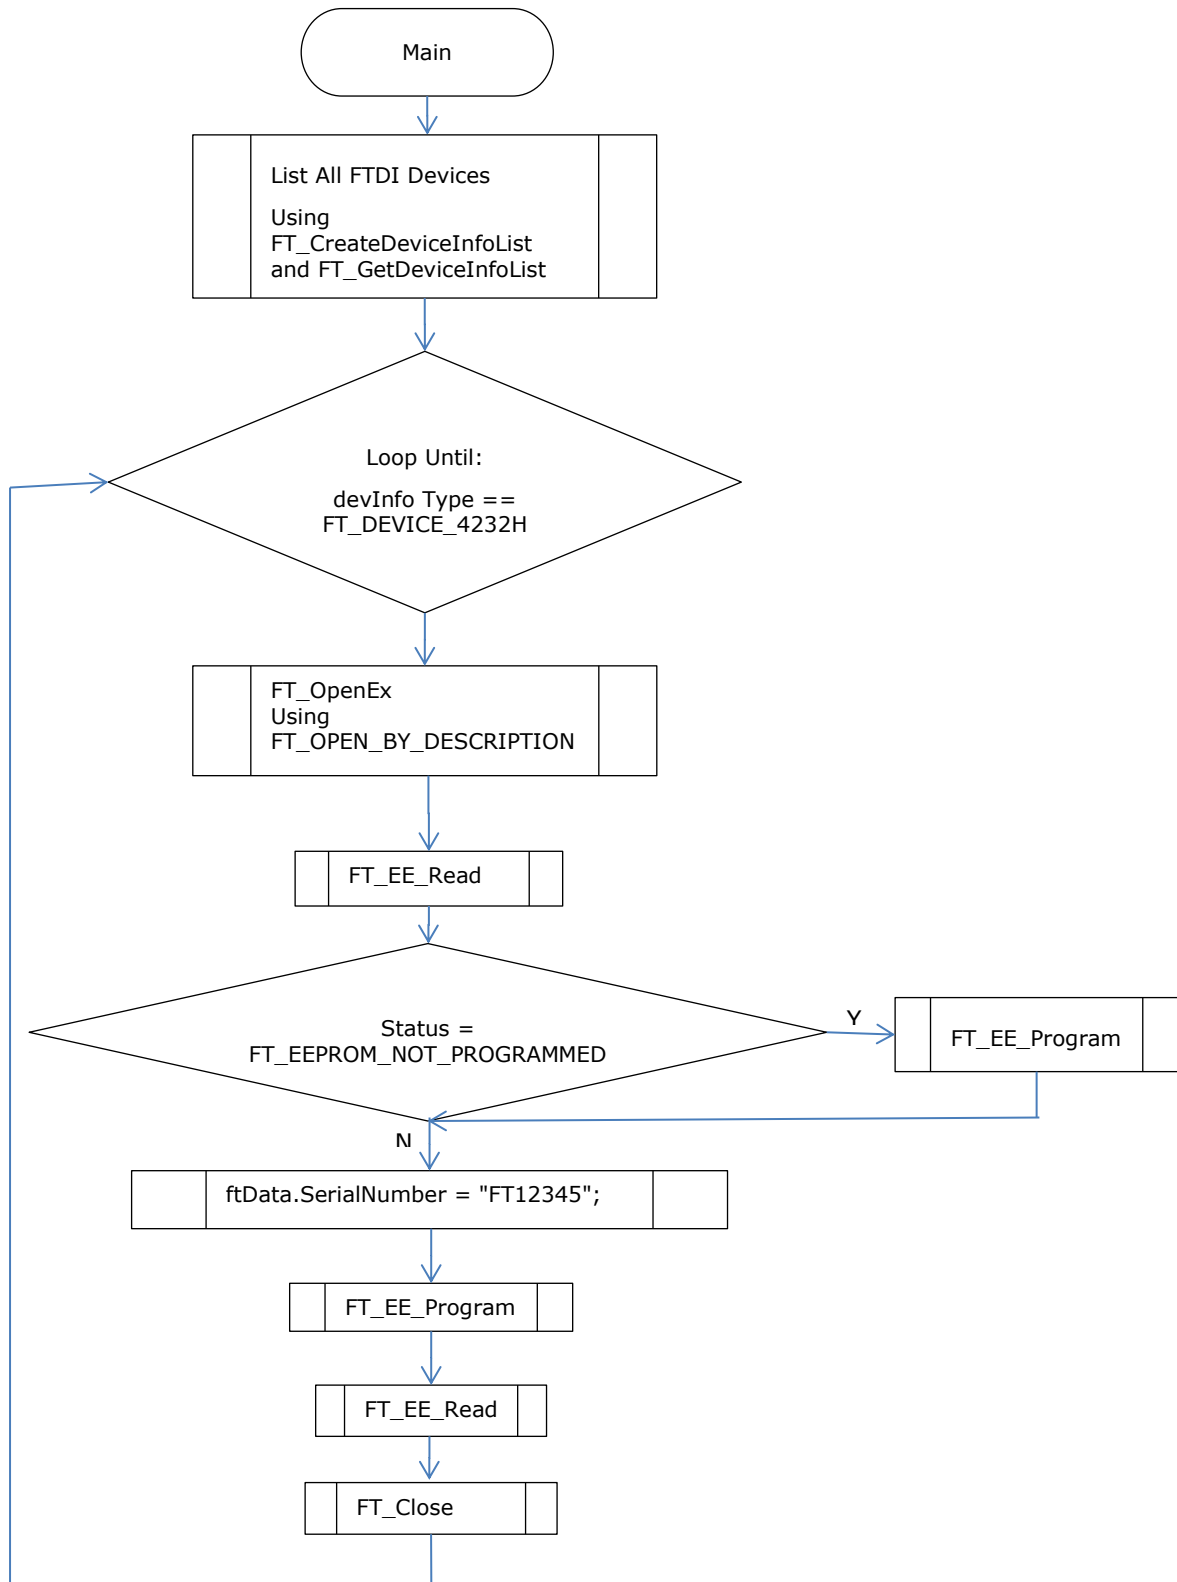 Main
List All FTDI Devices
Using
FT_CreateDeviceInfoList
and FT_GetDeviceInfoList
Loop Until:
devInfo Type ==
FT_DEVICE_4232H
FT_OpenEx
Using
FT_OPEN_BY_DESCRIPTION
FT_EE_Read
Status =
FT_EEPROM_NOT_PROGRAMMED
Y
FT_EE_Program
N
ftData.SerialNumber = "FT12345";
FT_EE_Program
FT_EE_Read
FT_Close